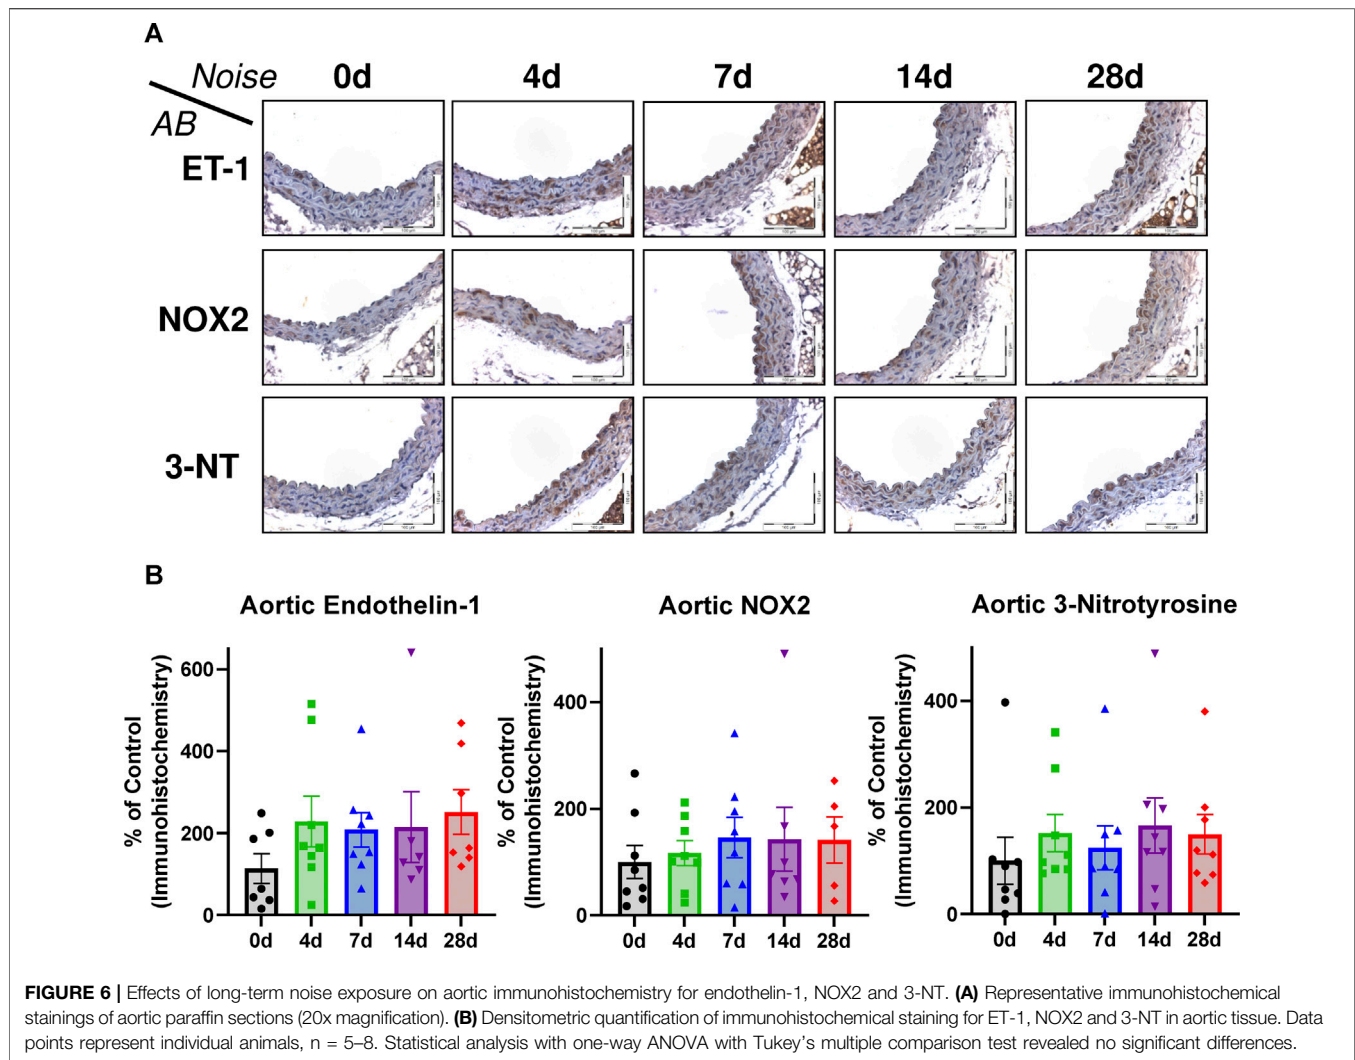 A
Noise 0d 4d 7d 14d 28d
AB
ET-1
NOX2
3-NT
B
Aortic Endothelin-1
% of Control
(Immunohistochemistry)
600
400
200
0
0d 4d 7d 14d 28d
Aortic NOX2
% of Control
(Immunohistochemistry)
400
200
0
0d 4d 7d 14d 28d
Aortic 3-Nitrotyrosine
% of Control
(Immunohistochemistry)
400
200
0
0d 4d 7d 14d 28d
FIGURE 6 | Effects of long-term noise exposure on aortic immunohistochemistry for endothelin-1, NOX2 and 3-NT. (A) Representative immunohistochemical
stainings of aortic paraffin sections (20x magnification). (B) Densitometric quantification of immunohistochemical staining for ET-1, NOX2 and 3-NT in aortic tissue. Data
points represent individual animals, n = 5–8. Statistical analysis with one-way ANOVA with Tukey’s multiple comparison test revealed no significant differences.